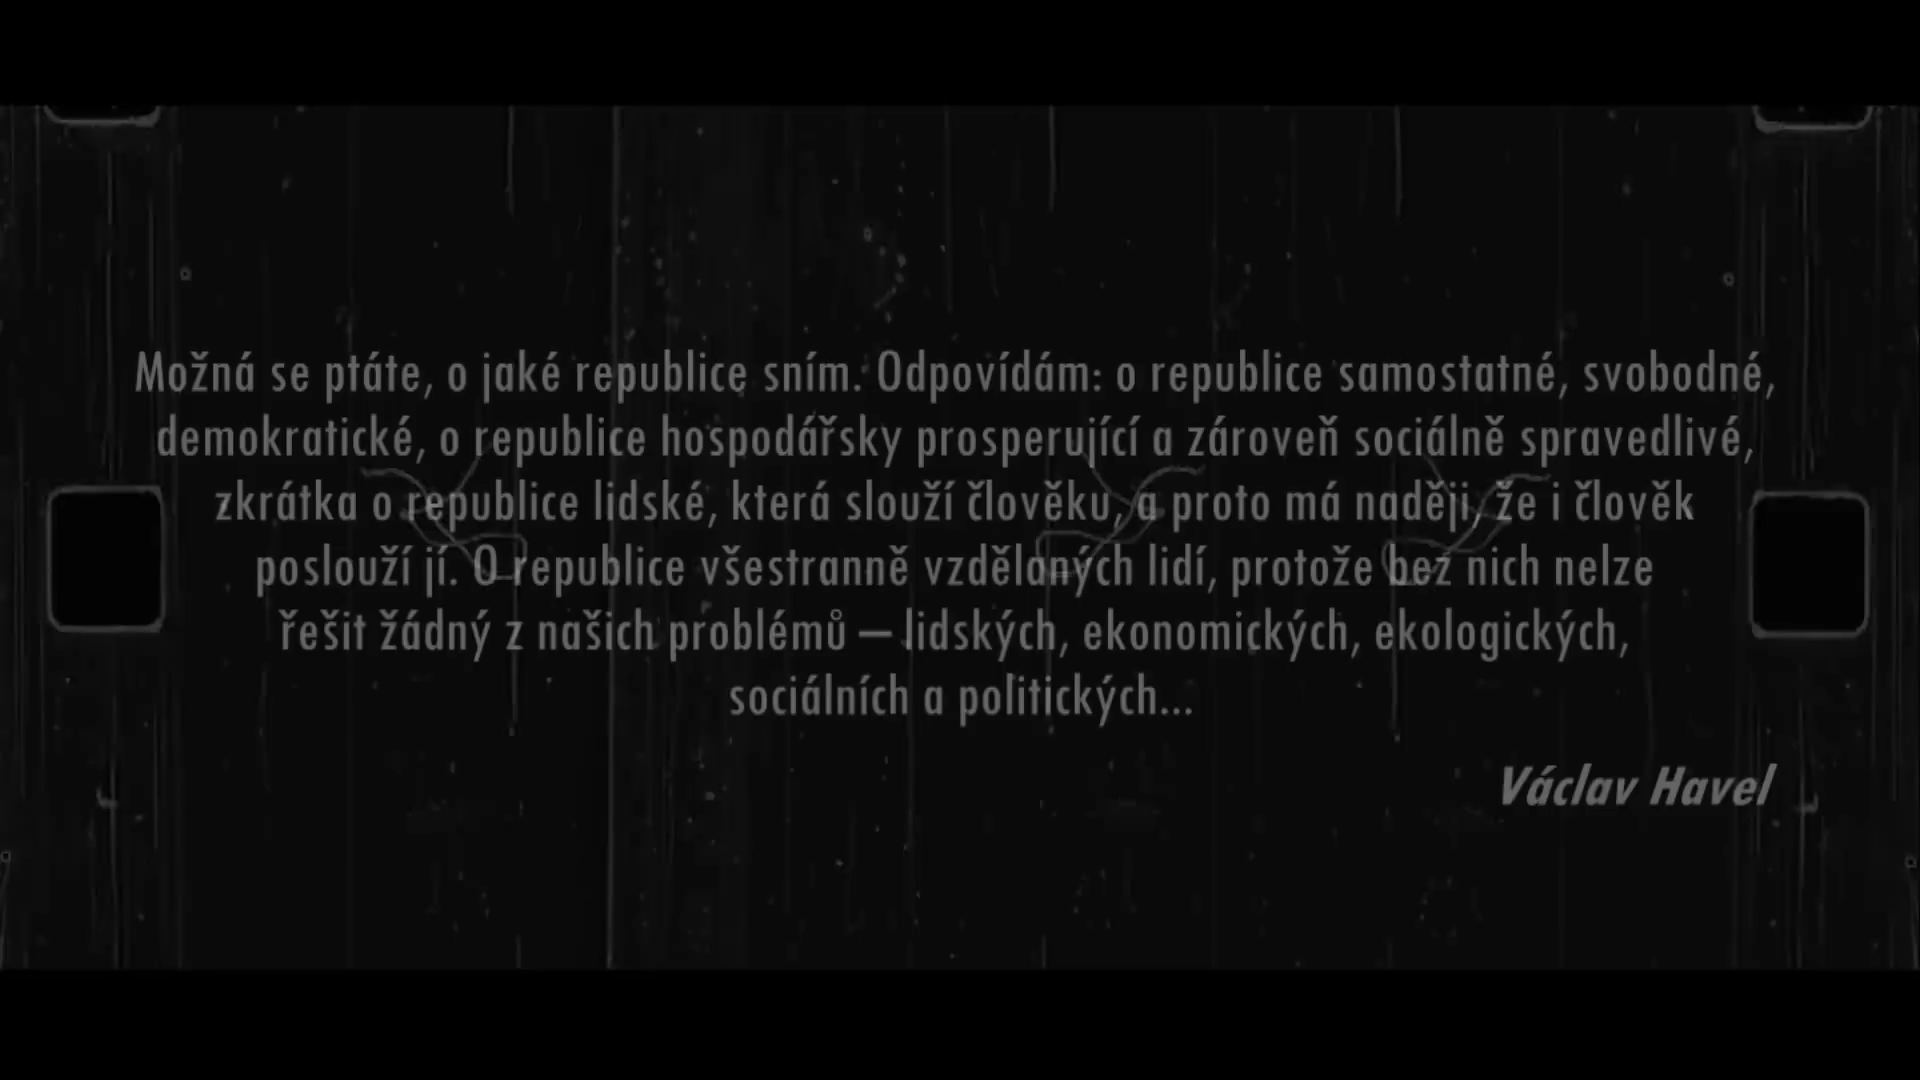 Možná se ptáte, o jaké republice sním. Odpovídám: o republice samostatné, svobodné,
demokratické, o republice hospodářsky prosperující a zároveň sociálně spravedlivé,
zkrátka o republice lidské, která slouží člověku, a proto má naději, že i člověk
poslouží jí. O republice všestranně vzdělaných lidí, protože bez nich nelze
řešit žádný z našich problémů – lidských, ekonomických, ekologických,
sociálních a politických...
Václav Havel